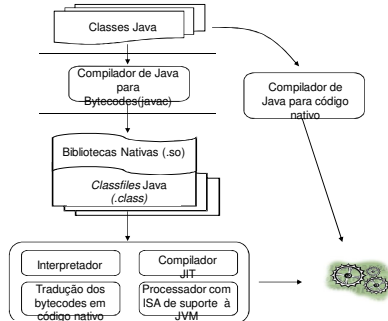 Classes Java
Compilador de Java
para
Bytecodes(javac)
Compilador de
Java para código
nativo
Bibliotecas Nativas (.so)
Classfiles Java
(.class)
Interpretador
Compilador
JIT
Tradução dos
bytecodes em
código nativo
Processador com
ISA de suporte à
JVM